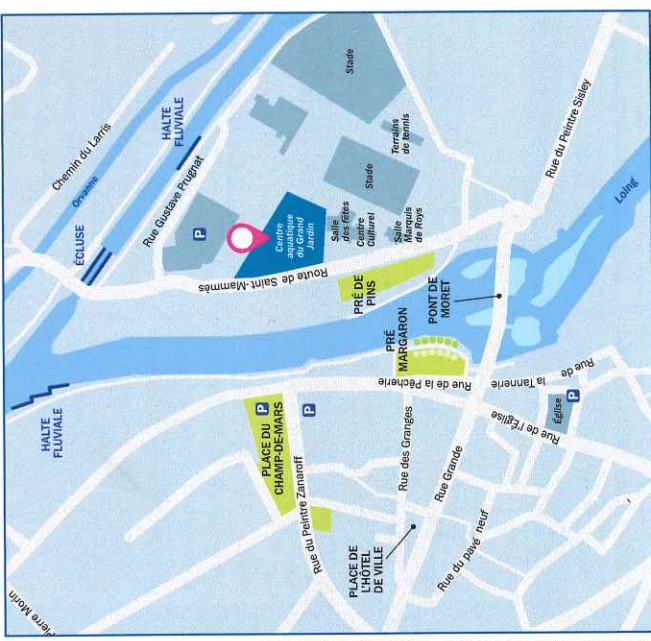 Chemin du Larris
Orvanne
ÉCLUSE
HALTE
FLUVIALE
Rue Gustave Prugnat
P
Stade
Centre
aquatique
du Grand
Jardin
Salle
des fêtes
Centre
Culturel
Stade
Terrains
de tennis
Salle
Marquis
de Roys
Route de Saint-Mammès
PRÉ DE
PINS
Rue du Peintre Sisley
Loing
PRÉ
MARGARON
PONT DE
MORET
HALTE
FLUVIALE
Rue de la Pêcherie
Rue de
la Tannerie
P
Église
Rue de l'Église
PLACE DU
CHAMP-DE-MARS
P
P
Rue du Peintre Zanaroff
Rue des Granges
Rue Grande
PLACE DE
L'HÔTEL
DE VILLE
Rue du pavé neuf
Pierre Morin